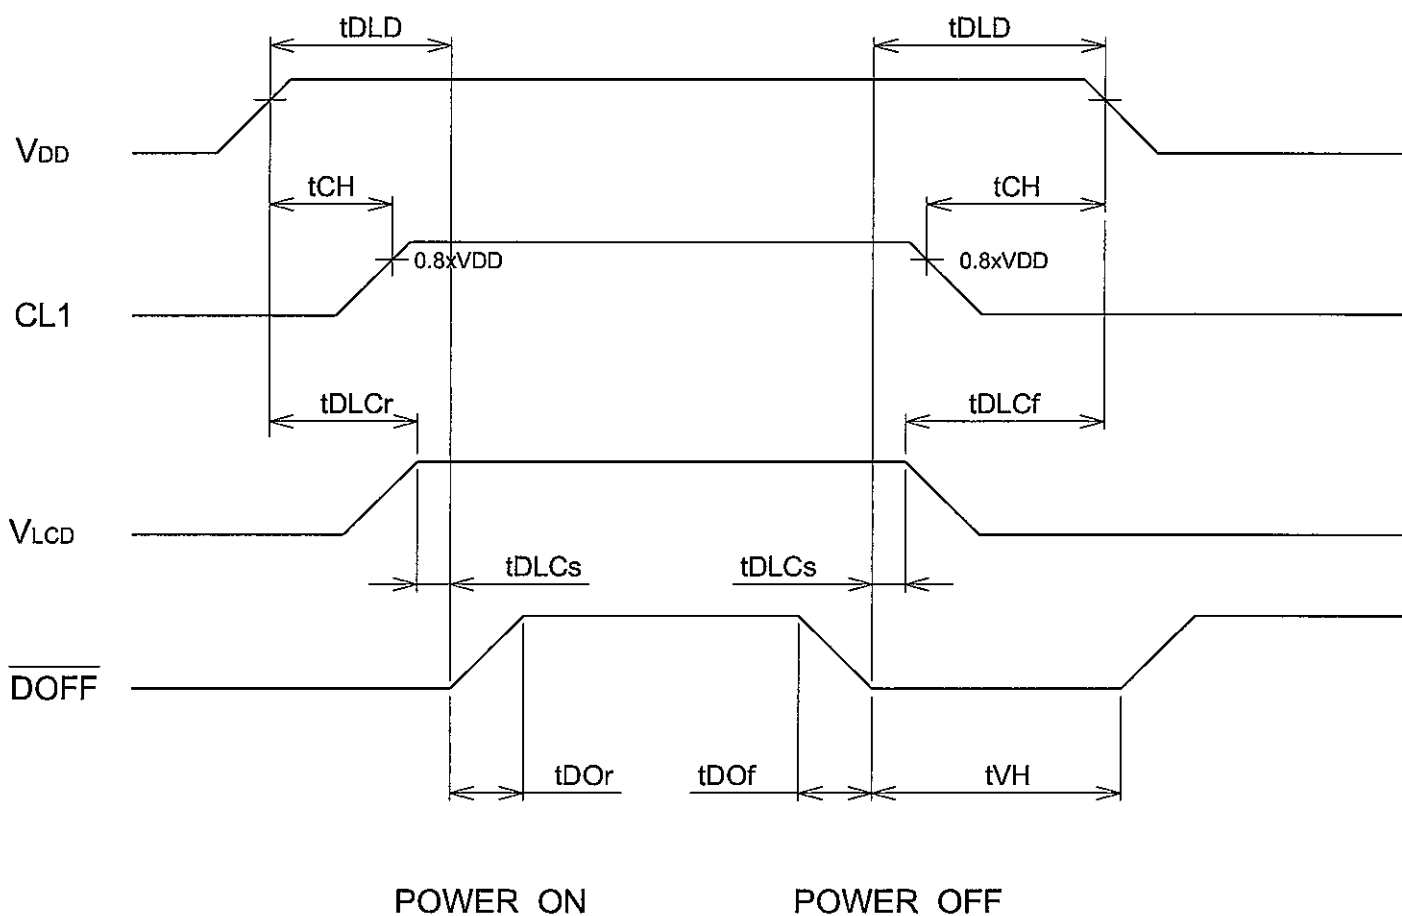 tDLD tDLD
VDD
tCH tCH
0.8xVDD 0.8xVDD
CL1
tDLCr tDLCf
VLCD
tDLCs tDLCs
DOFF
tDOr tDOf tVH
POWER ON POWER OFF